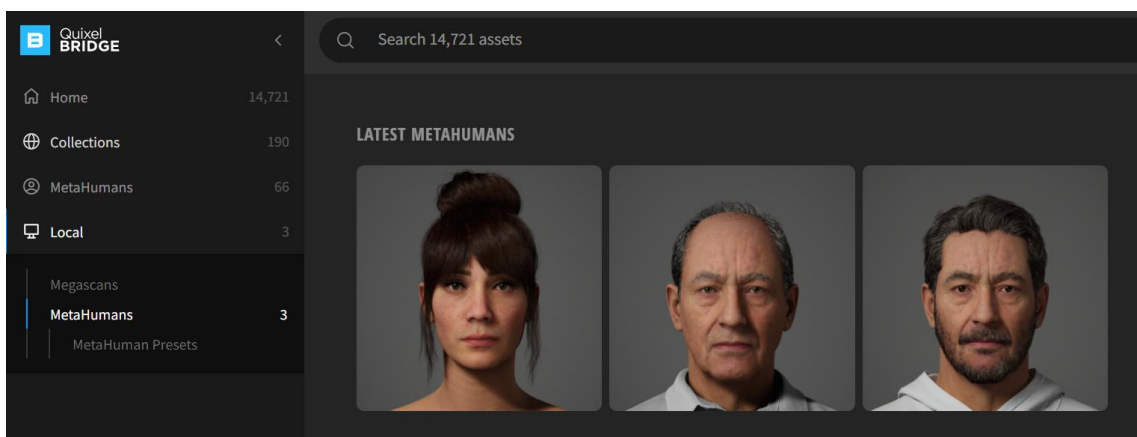 Quixel
BRIDGE
Search 14,721 assets
Home 14,721
Collections 190
MetaHumans 66
Local 3
Megascans
MetaHumans 3
MetaHuman Presets
LATEST METAHUMANS